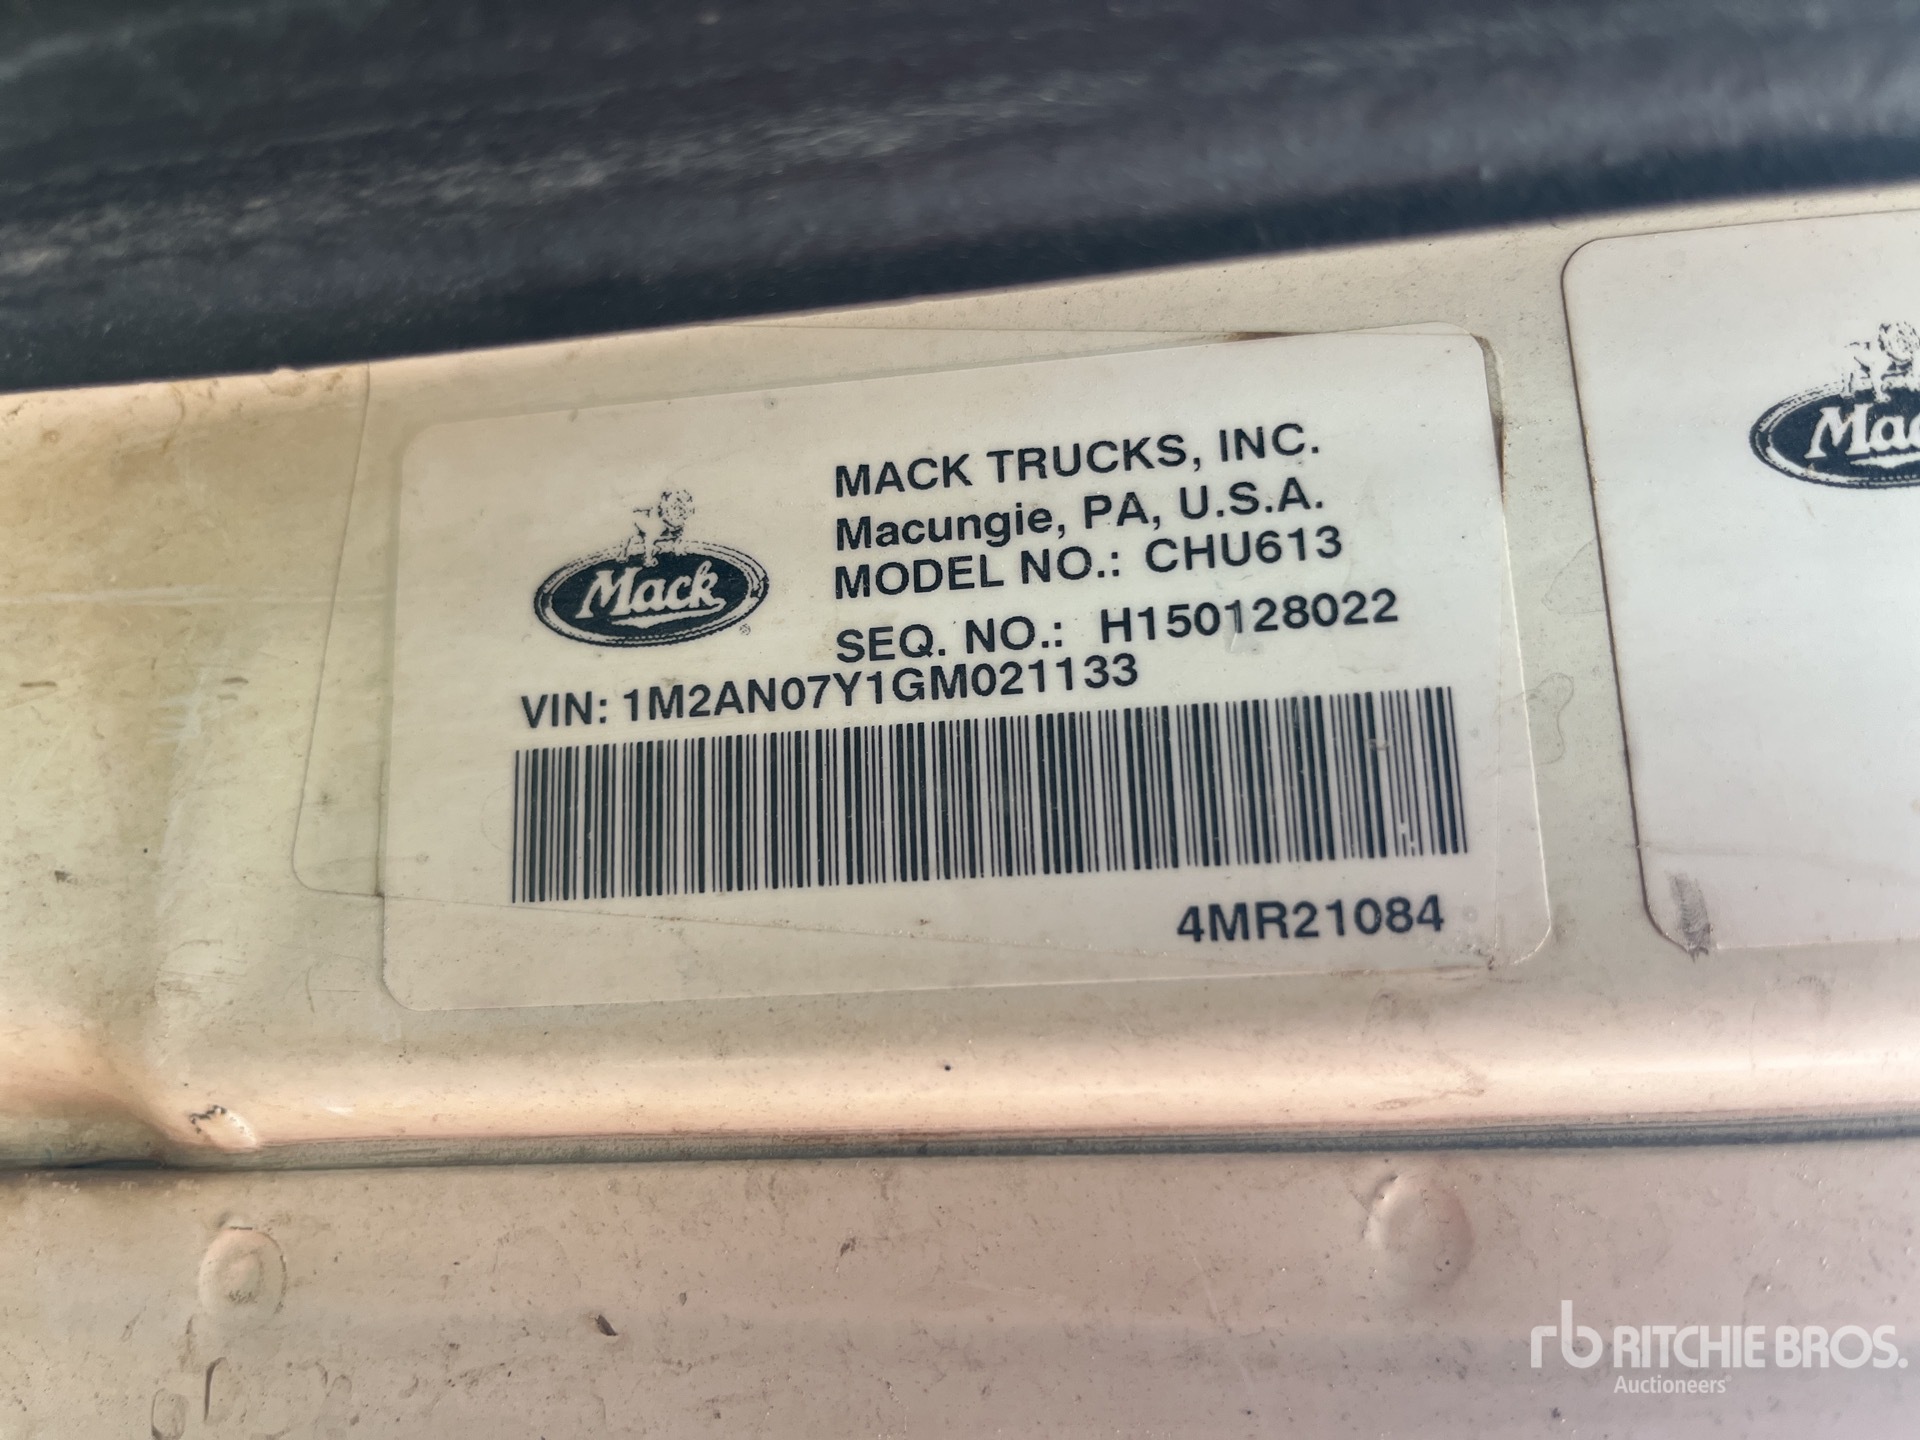 MACK TRUCKS, INC.
Macungie, PA, U.S.A.
MODEL NO.: CHU613
SEQ. NO.: H150128022
Mack
®
VIN: 1M2AN07Y1GM021133
4MR21084
Mac
rb RITCHIE BROS.
Auctioneers